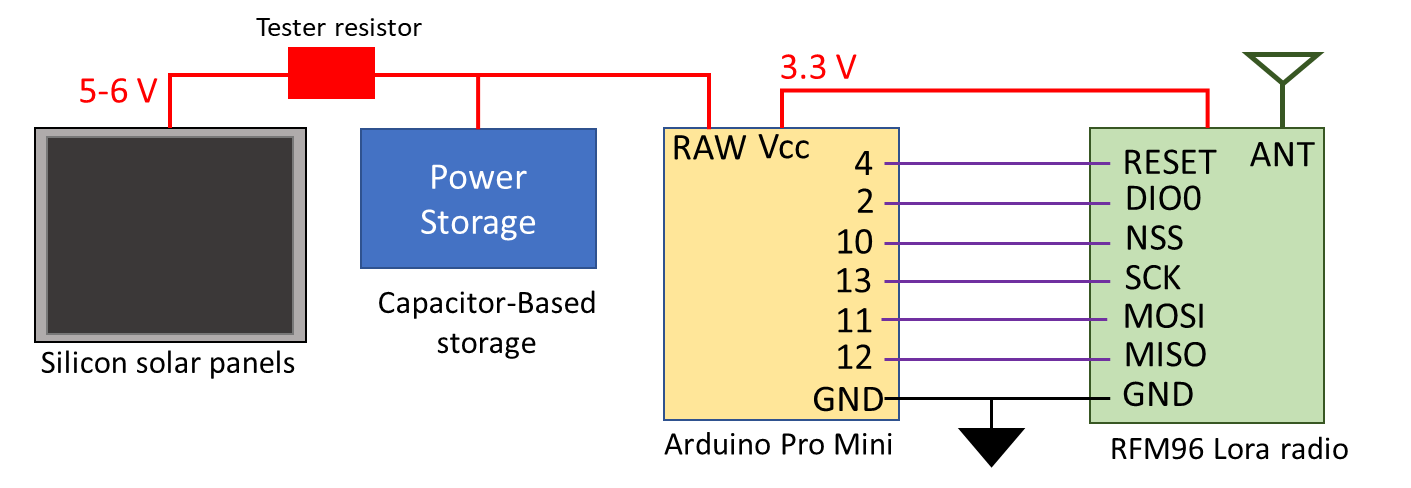 Tester resistor
5-6 V
3.3 V
Power
Storage
Capacitor-Based
storage
Silicon solar panels
RAW Vcc
4
2
10
13
11
12
GND
Arduino Pro Mini
RESET
ANT
DIO0
NSS
SCK
MOSI
MISO
GND
RFM96 Lora radio